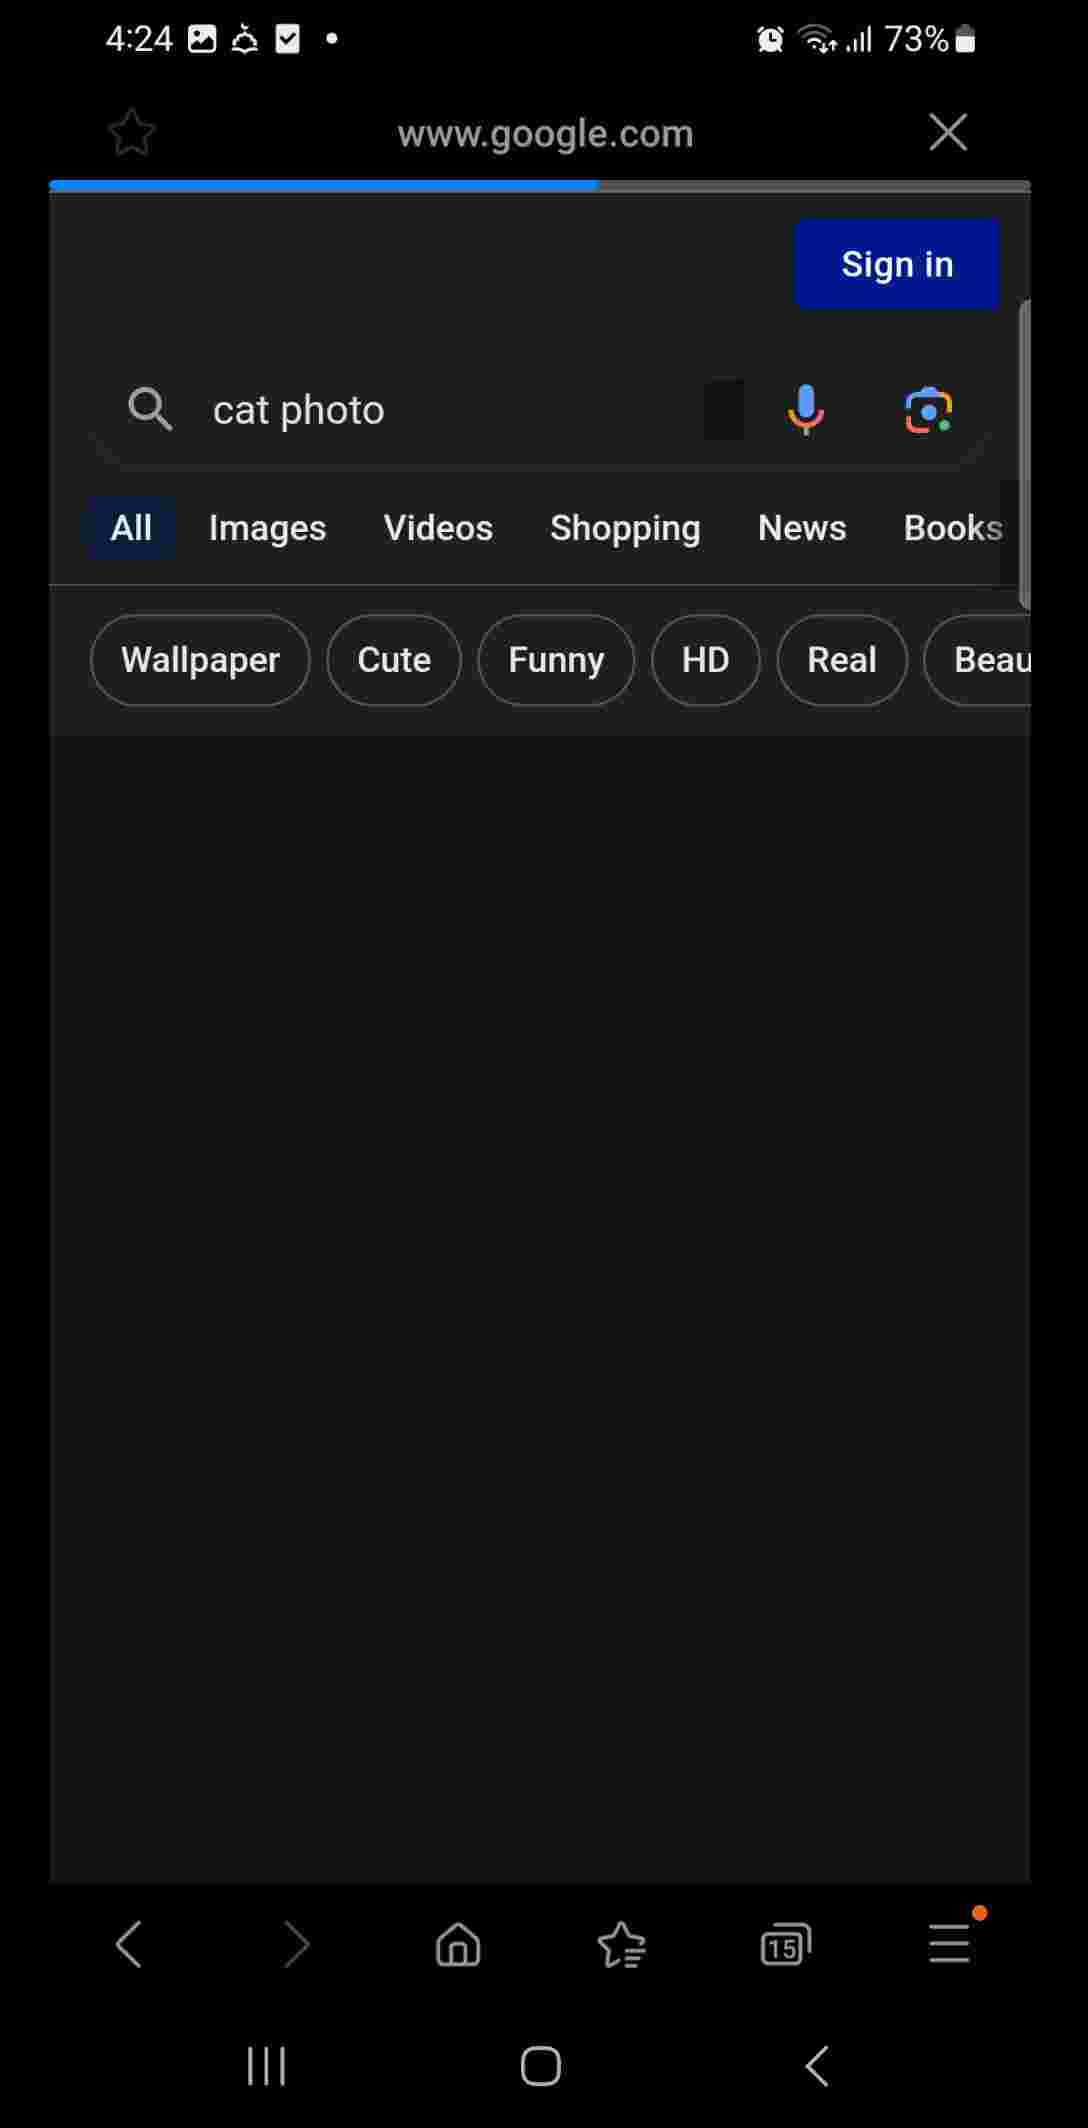 4:24 73%
www.google.com
Sign in
cat photo
All Images Videos Shopping News Books
Wallpaper Cute Funny HD Real Beau
15